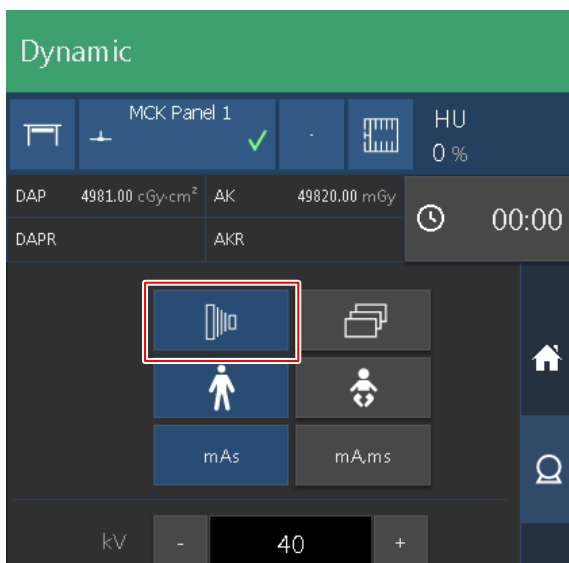 Dynamic
MCK Panel 1
HU
0 %
DAP 4981.00 cGy·cm² AK 49820.00 mGy
00:00
DAPR AKR
mAs mA,ms
kV - 40 +